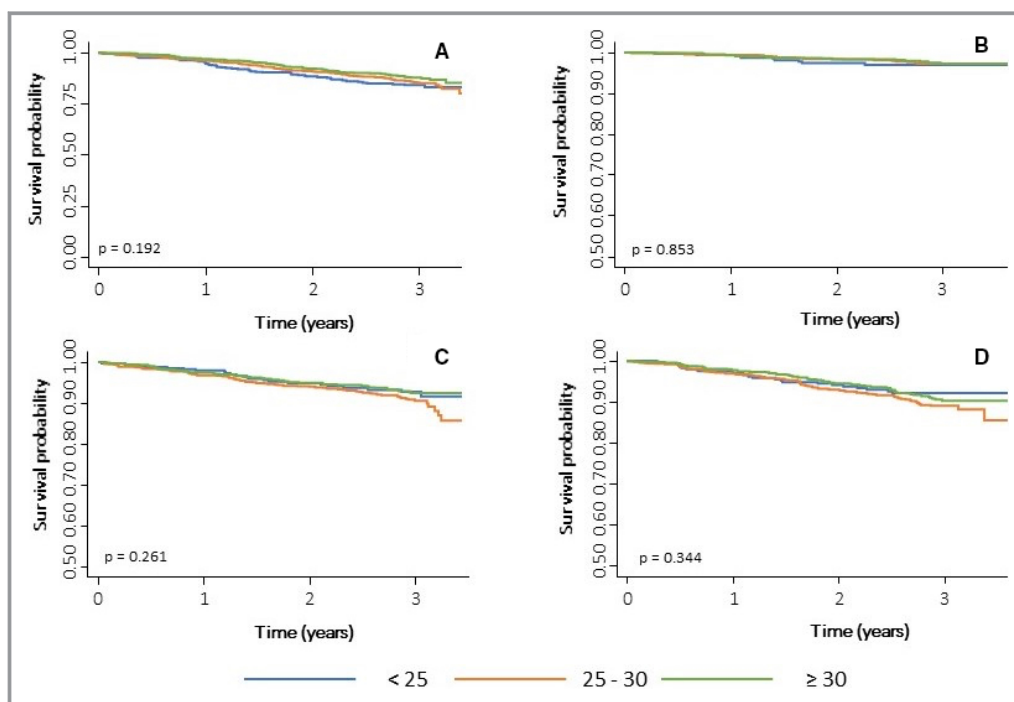 A
Survival probability
1.00
0.75
0.50
0.25
0.00
p = 0.192
0 1 2 3
Time (years)
B
Survival probability
1.00
0.90
0.80
0.70
0.60
0.50
p = 0.853
0 1 2 3
Time (years)
C
Survival probability
1.00
0.90
0.80
0.70
0.60
0.50
p = 0.261
0 1 2 3
Time (years)
D
Survival probability
1.00
0.90
0.80
0.70
0.60
0.50
p = 0.344
0 1 2 3
Time (years)
< 25 25 - 30 ≥ 30